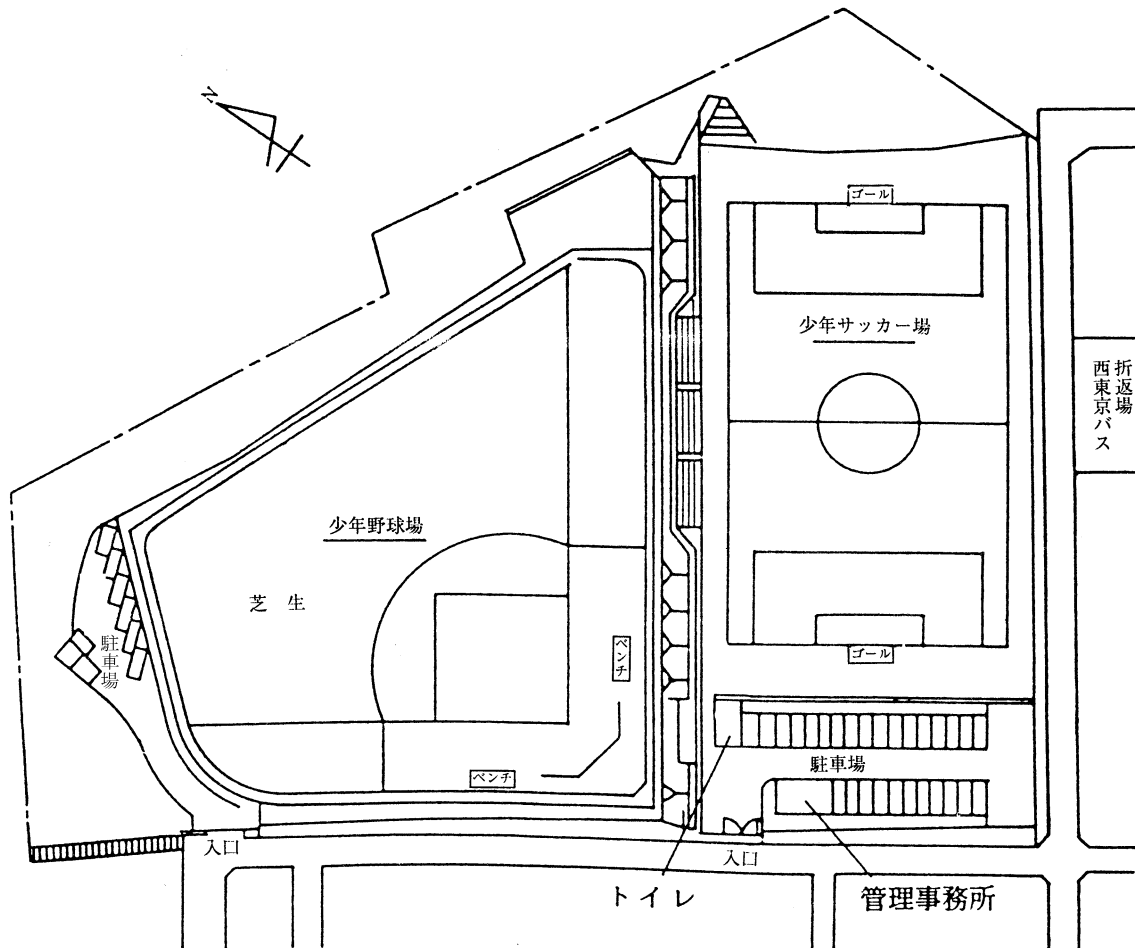 N
ゴール
少年サッカー場
折返場
西東京バス
少年野球場
芝 生
駐車場
ベンチ
ベンチ
ゴール
駐車場
入口
入口
トイレ
管理事務所